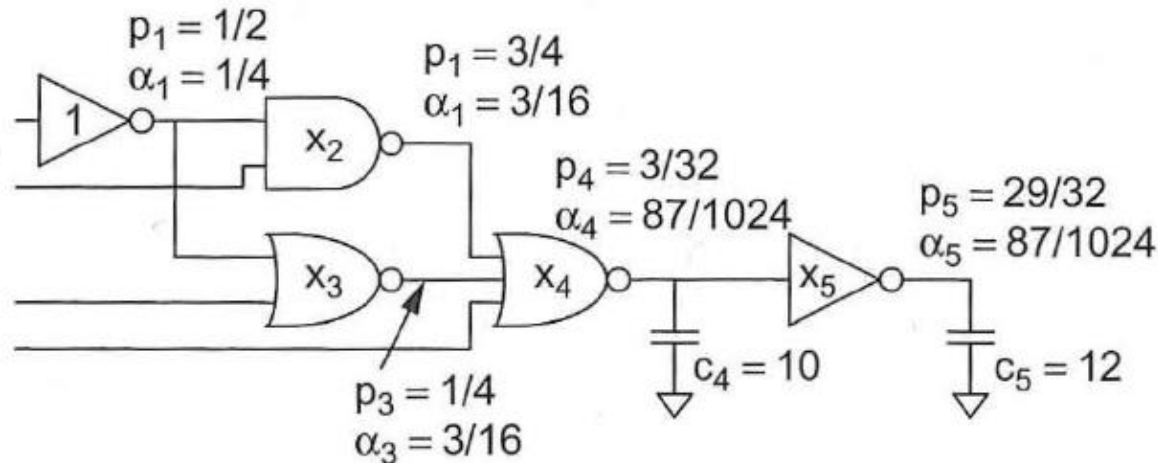 p₁ = 1/2
α₁ = 1/4
p₁ = 3/4
α₁ = 3/16
1
x₂
p₄ = 3/32
α₄ = 87/1024
p₅ = 29/32
α₅ = 87/1024
x₃
x₄
x₅
c₄ = 10
c₅ = 12
p₃ = 1/4
α₃ = 3/16